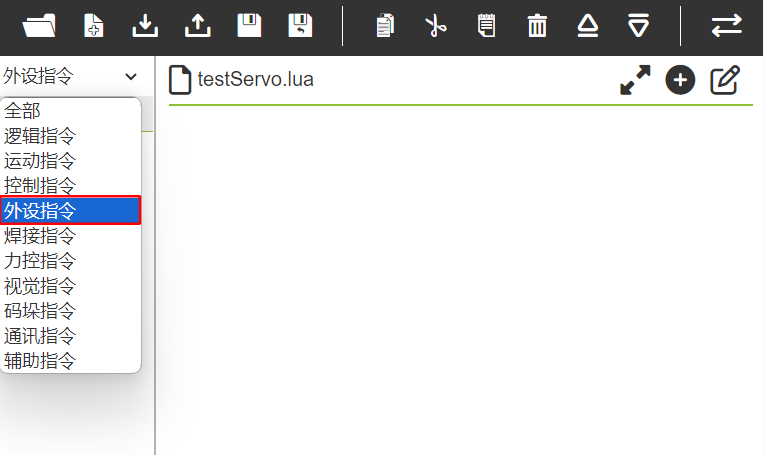 外设指令
testServo.lua
全部
逻辑指令
运动指令
控制指令
外设指令
焊接指令
力控指令
视觉指令
码垛指令
通讯指令
辅助指令